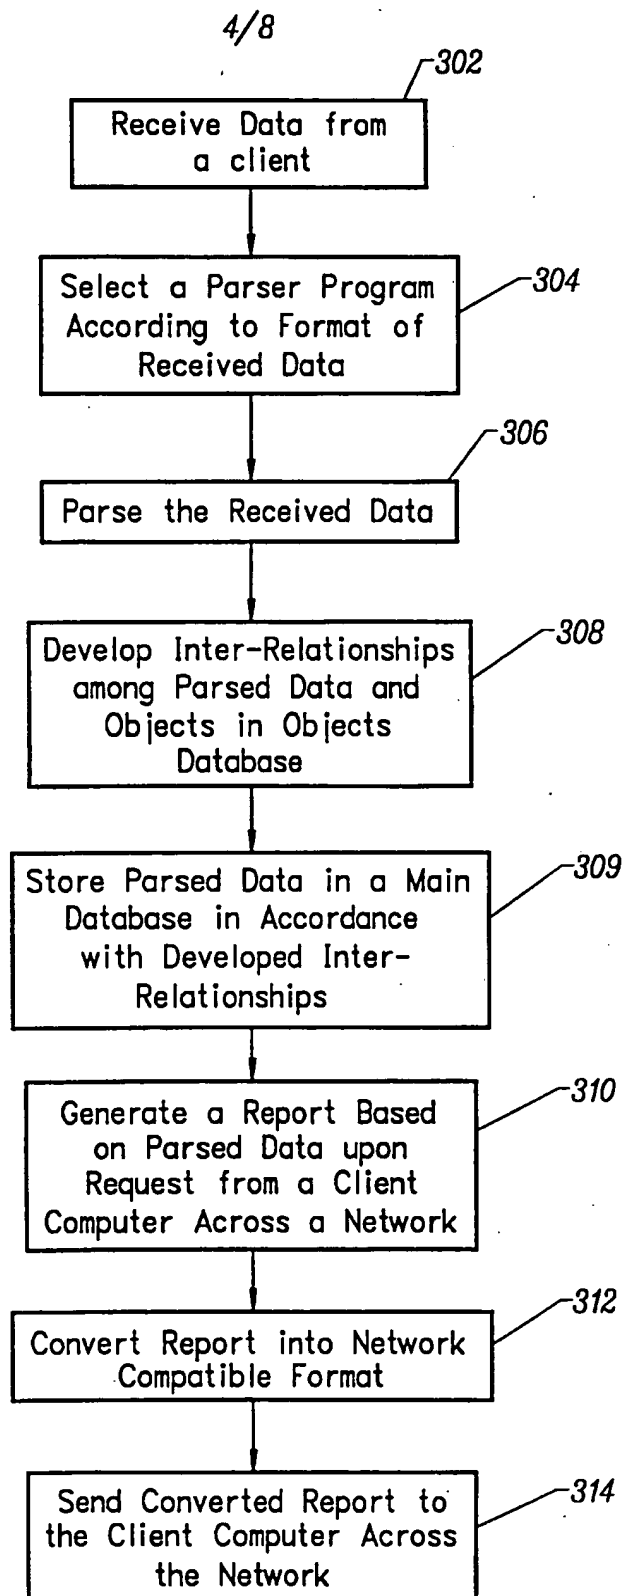 4/8
302
Receive Data from
a client
304
Select a Parser Program
According to Format of
Received Data
306
Parse the Received Data
308
Develop Inter-Relationships
among Parsed Data and
Objects in Objects
Database
309
Store Parsed Data in a Main
Database in Accordance
with Developed Inter-
Relationships
310
Generate a Report Based
on Parsed Data upon
Request from a Client
Computer Across a Network
312
Convert Report into Network
Compatible Format
314
Send Converted Report to
the Client Computer Across
the Network